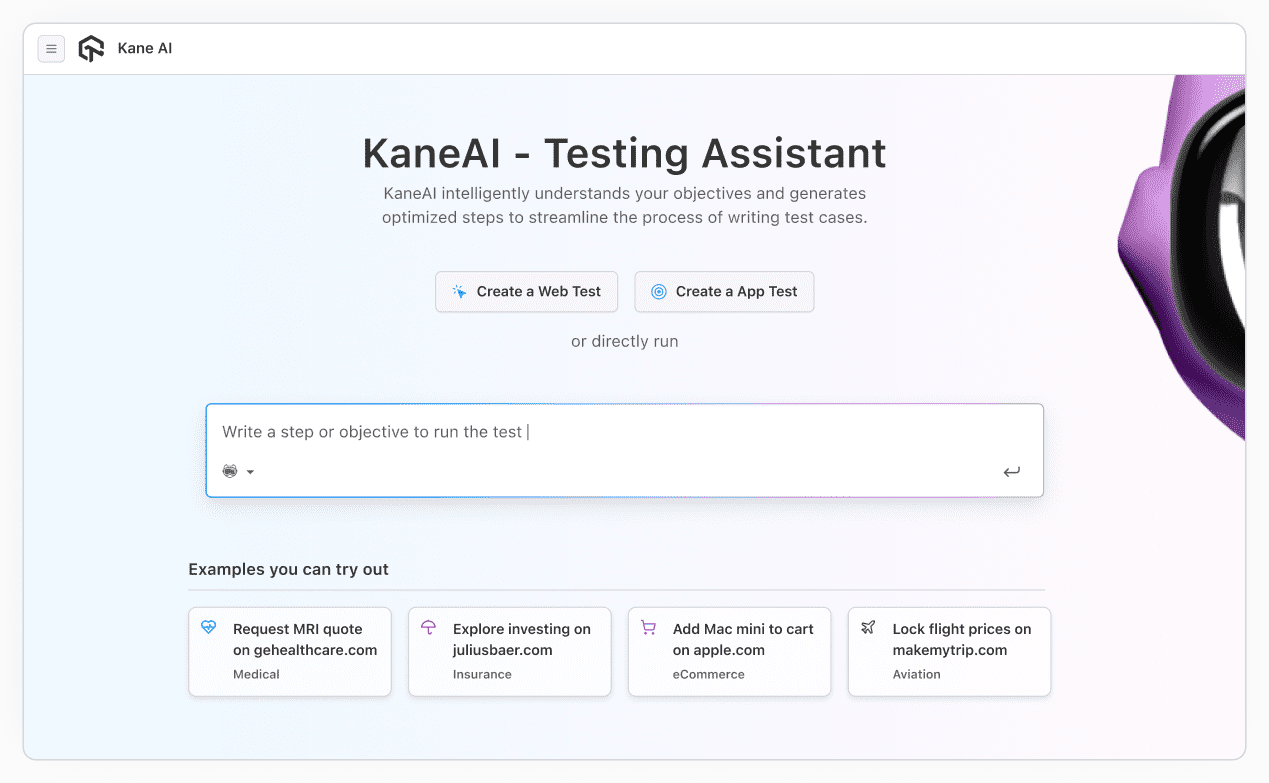 Kane AI
KaneAI - Testing Assistant
KaneAI intelligently understands your objectives and generates
optimized steps to streamline the process of writing test cases.
Create a Web Test
Create a App Test
or directly run
Write a step or objective to run the test
Examples you can try out
Request MRI quote
on gehealthcare.com
Medical
Explore investing on
juliusbaer.com
Insurance
Add Mac mini to cart
on apple.com
eCommerce
Lock flight prices on
makemytrip.com
Aviation